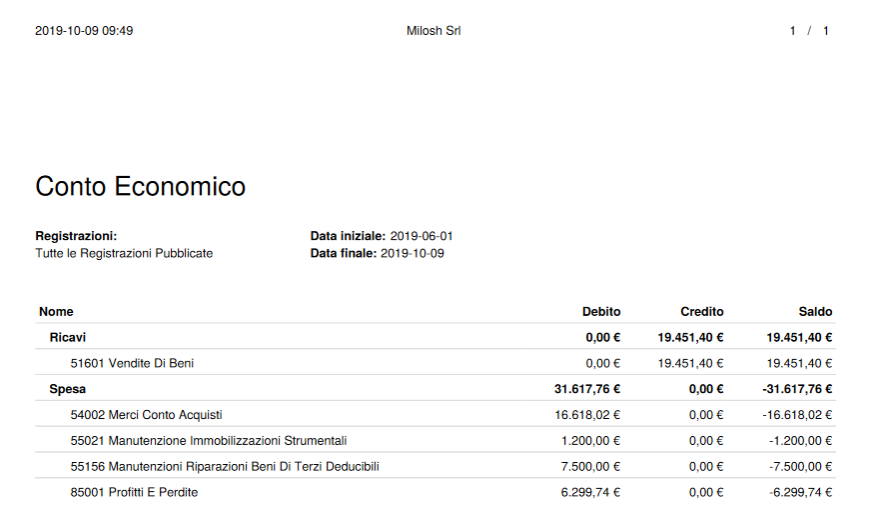 2019-10-09 09:49 Milosh Srl 1 / 1
Conto Economico
Registrazioni: Data iniziale: 2019-06-01
Tutte le Registrazioni Pubblicate Data finale: 2019-10-09
Nome Debito Credito Saldo
Ricavi 0,00 € 19.451,40 € 19.451,40 €
51601 Vendite Di Beni 0,00 € 19.451,40 € 19.451,40 €
Spesa 31.617,76 € 0,00 € -31.617,76 €
54002 Merci Conto Acquisti 16.618,02 € 0,00 € -16.618,02 €
55021 Manutenzione Immobilizzazioni Strumentali 1.200,00 € 0,00 € -1.200,00 €
55156 Manutenzioni Riparazioni Beni Di Terzi Deducibili 7.500,00 € 0,00 € -7.500,00 €
85001 Profitti E Perdite 6.299,74 € 0,00 € -6.299,74 €